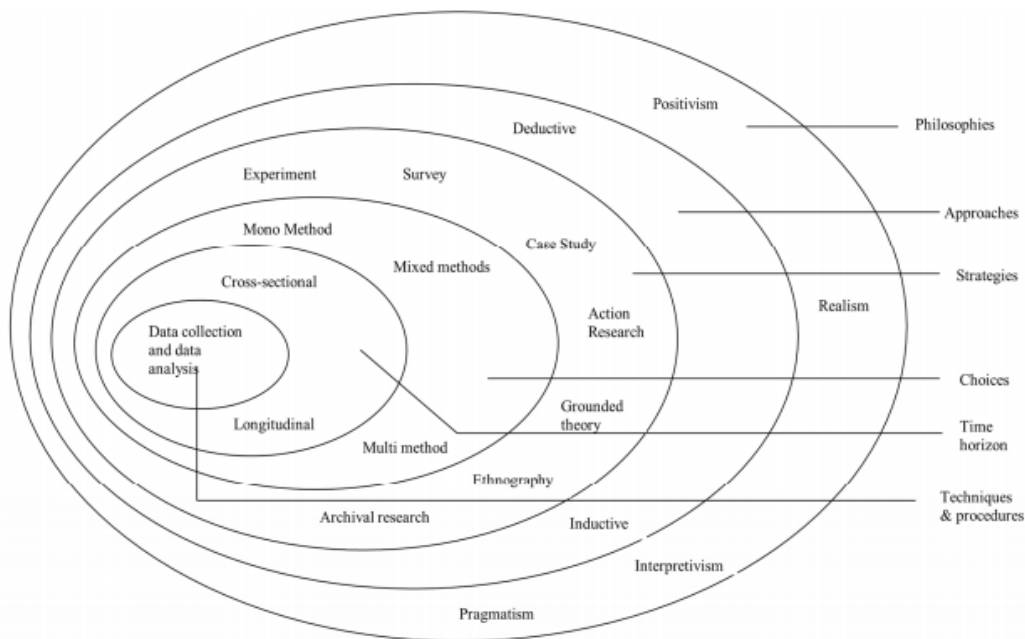 Positivism
Philosophies
Deductive
Experiment
Survey
Approaches
Mono Method
Case Study
Mixed methods
Strategies
Cross-sectional
Realism
Action
Research
Data collection
and data
analysis
Choices
Grounded
theory
Longitudinal
Time
horizon
Multi method
Ethnography
Techniques
& procedures
Archival research
Inductive
Interpretivism
Pragmatism